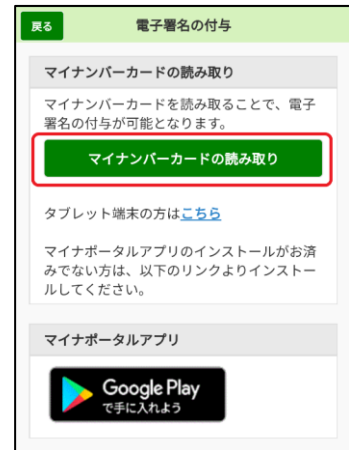 戻る 電子署名の付与
マイナンバーカードの読み取り
マイナンバーカードを読み取ることで、電子
署名の付与が可能となります。
マイナンバーカードの読み取り
タブレット端末の方はこちら
マイナポータルアプリのインストールがお済
みでない方は、以下のリンクよりインストー
ルしてください。
マイナポータルアプリ
Google Play
で手に入れよう